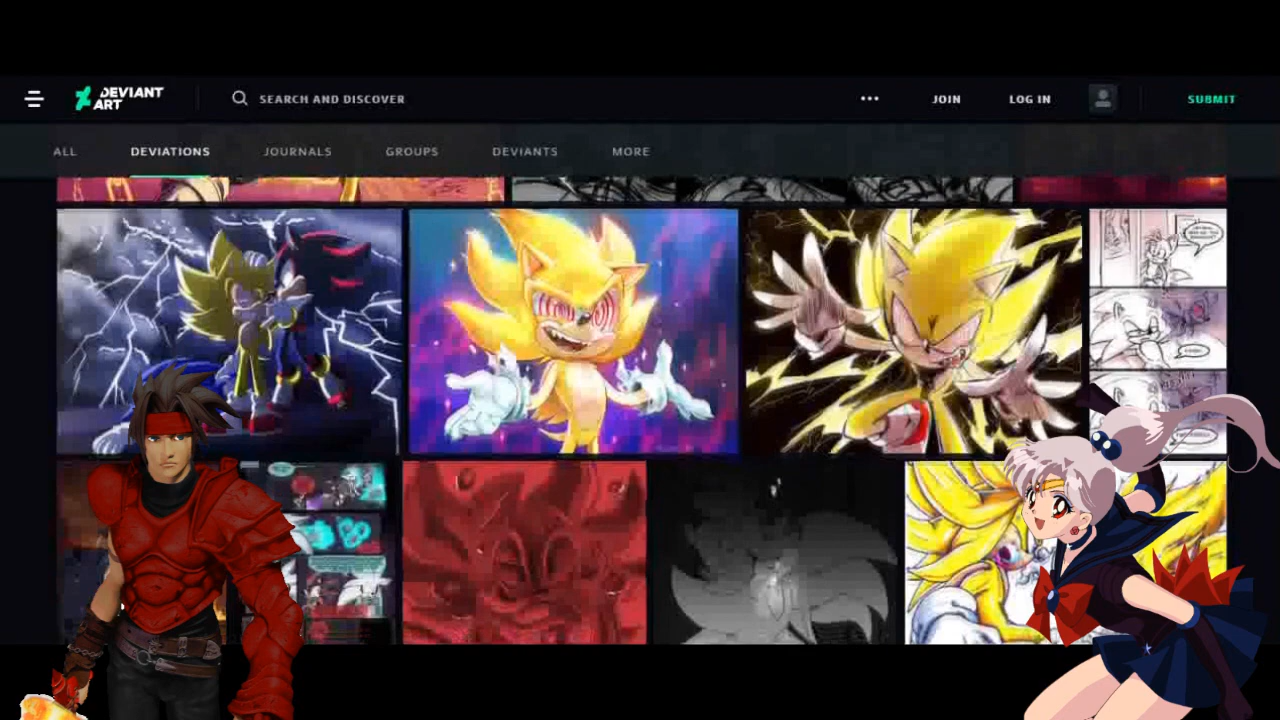 DEVIANT
ART
SEARCH AND DISCOVER
•••
JOIN
LOG IN
SUBMIT
ALL
DEVIATIONS
JOURNALS
GROUPS
DEVIANTS
MORE